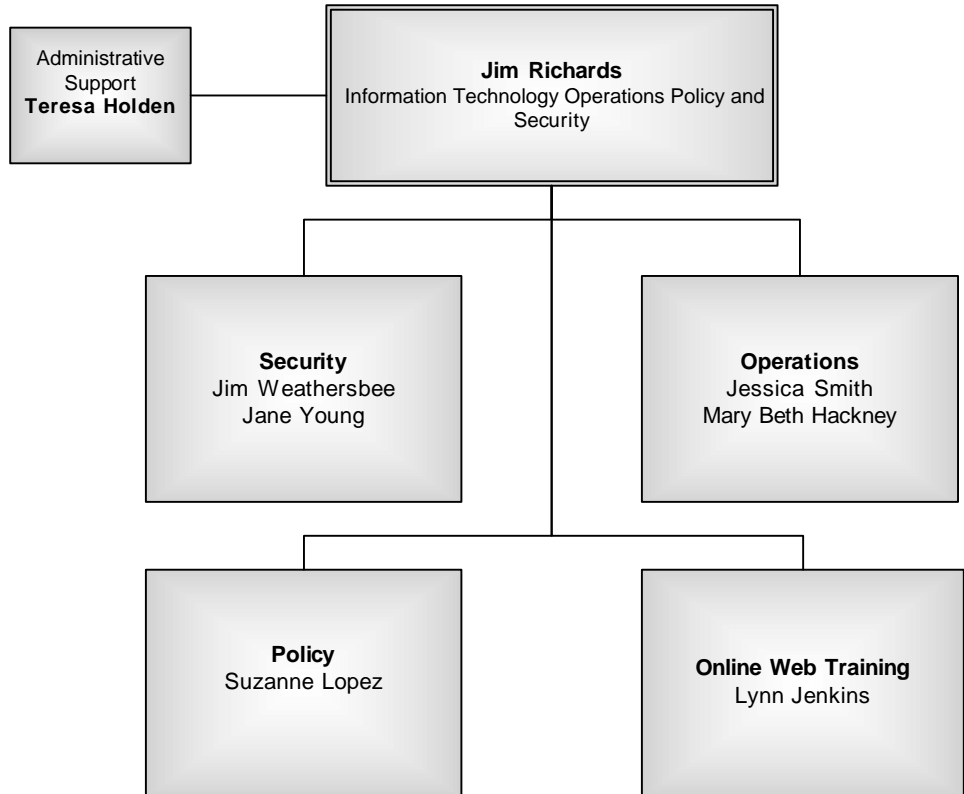 Administrative
Support
Teresa Holden
Jim Richards
Information Technology Operations Policy and
Security
Security
Jim Weathersbee
Jane Young
Operations
Jessica Smith
Mary Beth Hackney
Policy
Suzanne Lopez
Online Web Training
Lynn Jenkins